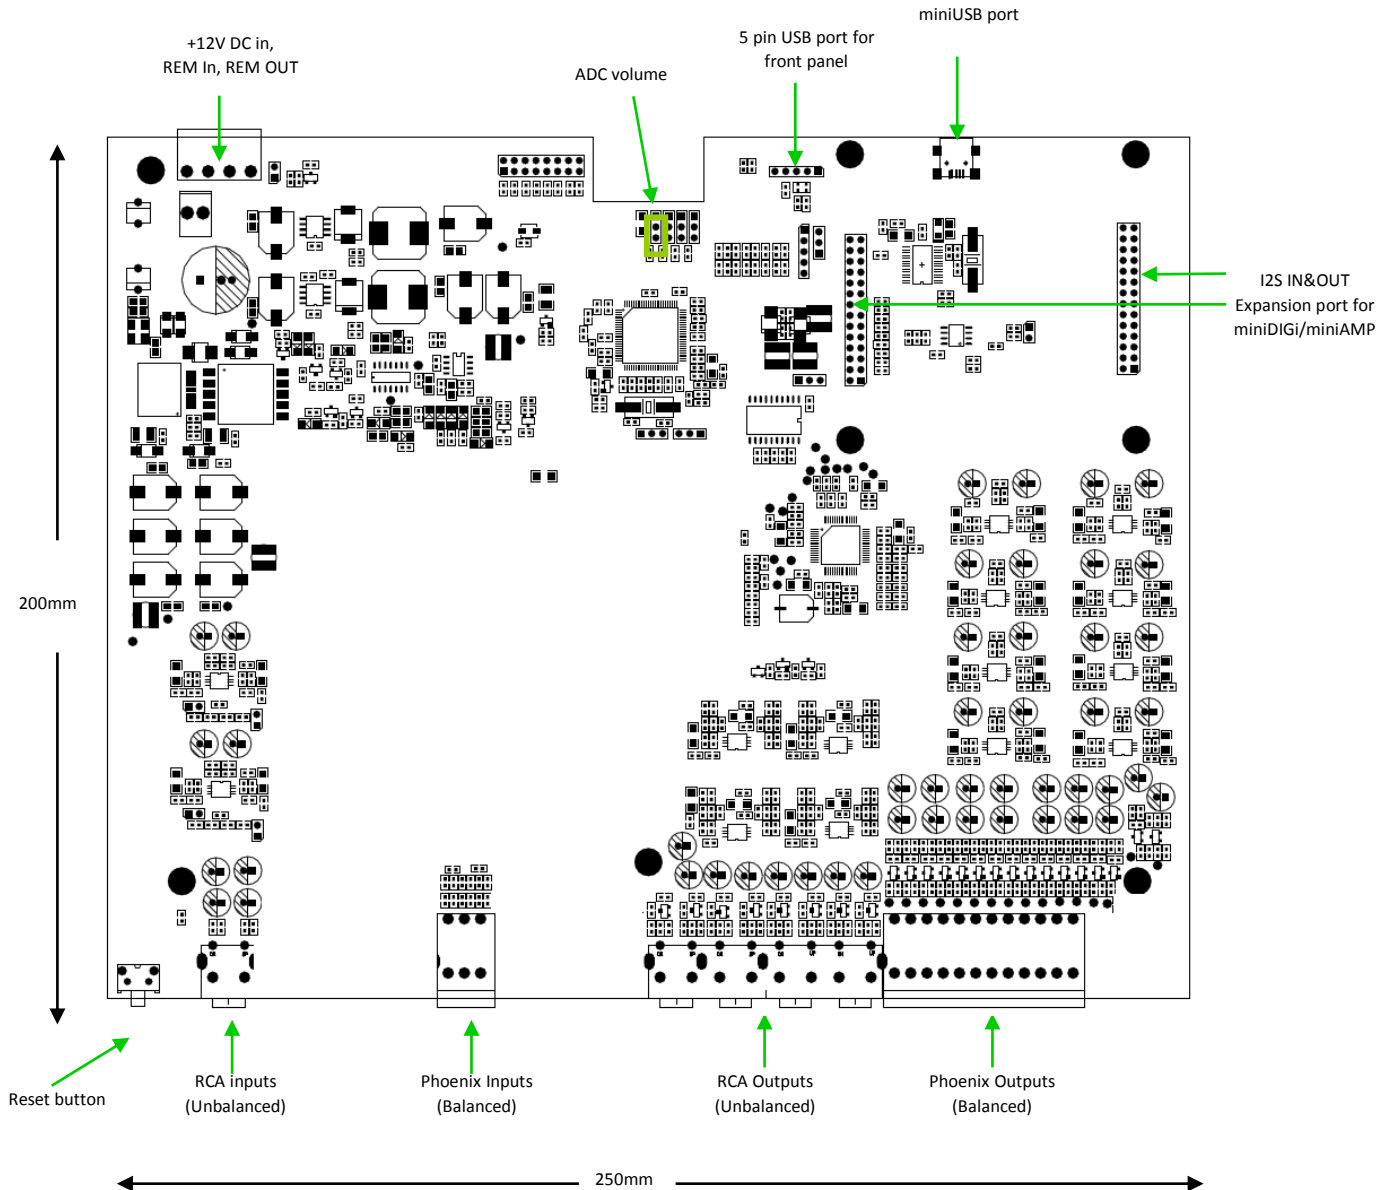 miniUSB port
+12V DC in,
REM In, REM OUT
5 pin USB port for
front panel
ADC volume
I2S IN&OUT
Expansion port for
miniDIGi/miniAMP
200mm
Reset button
RCA inputs
(Unbalanced)
Phoenix Inputs
(Balanced)
RCA Outputs
(Unbalanced)
Phoenix Outputs
(Balanced)
250mm